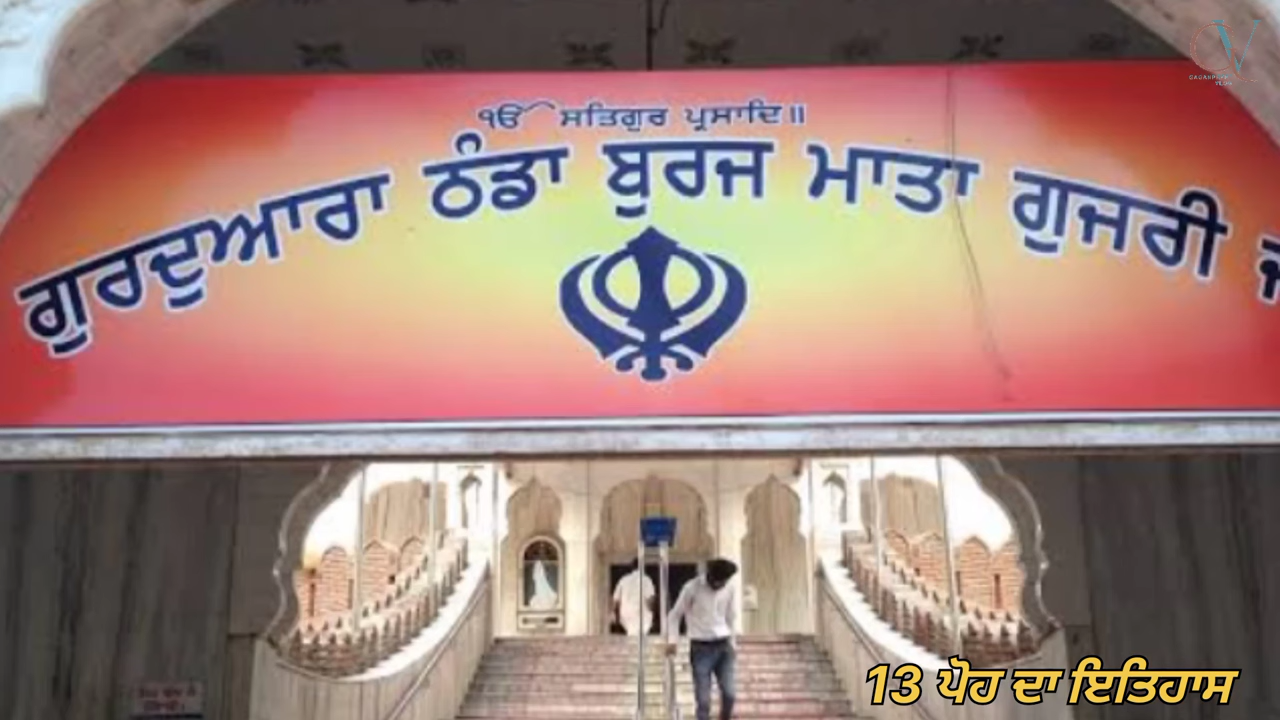 ੴ ਸਤਿਗੁਰ ਪ੍ਰਸਾਦਿ॥
ਗੁਰਦੁਆਰਾ ਠੰਡਾ ਬੁਰਜ ਮਾਤਾ ਗੁਜਰੀ
13 ਪੋਹ ਦਾ ਇਤਿਹਾਸ